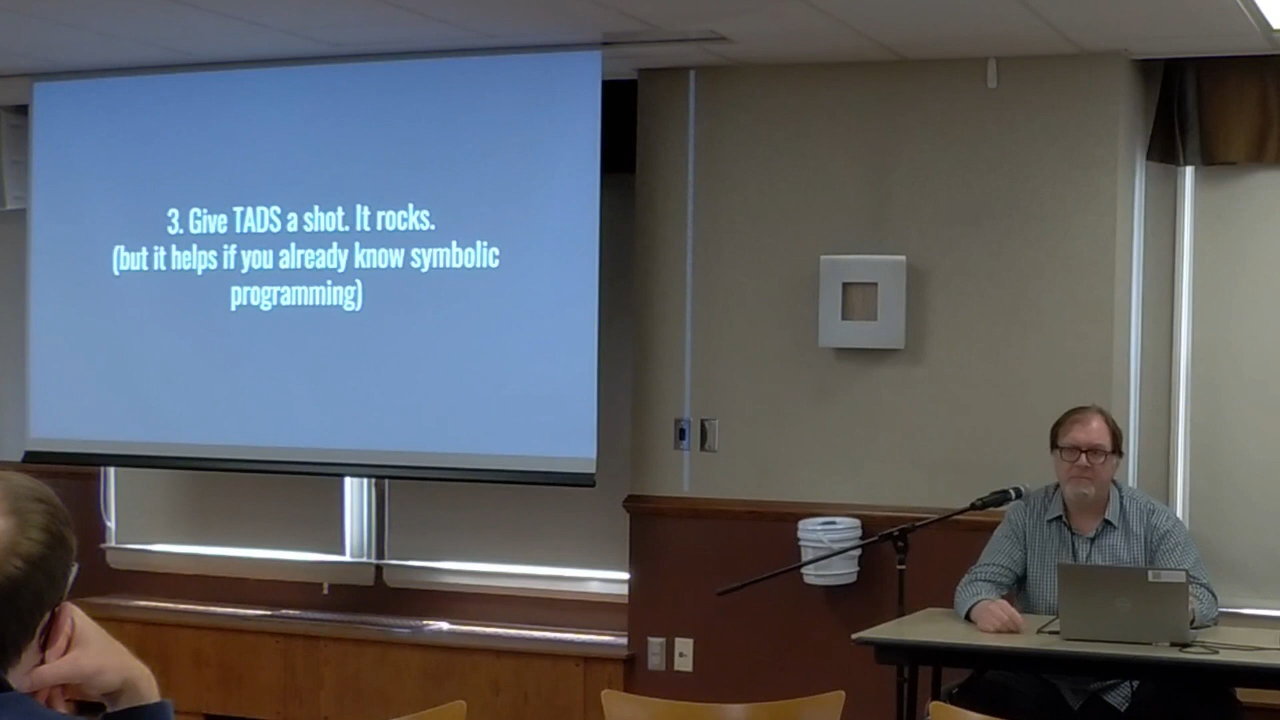 3. Give TADS a shot. It rocks.
(but it helps if you already know symbolic
programming)